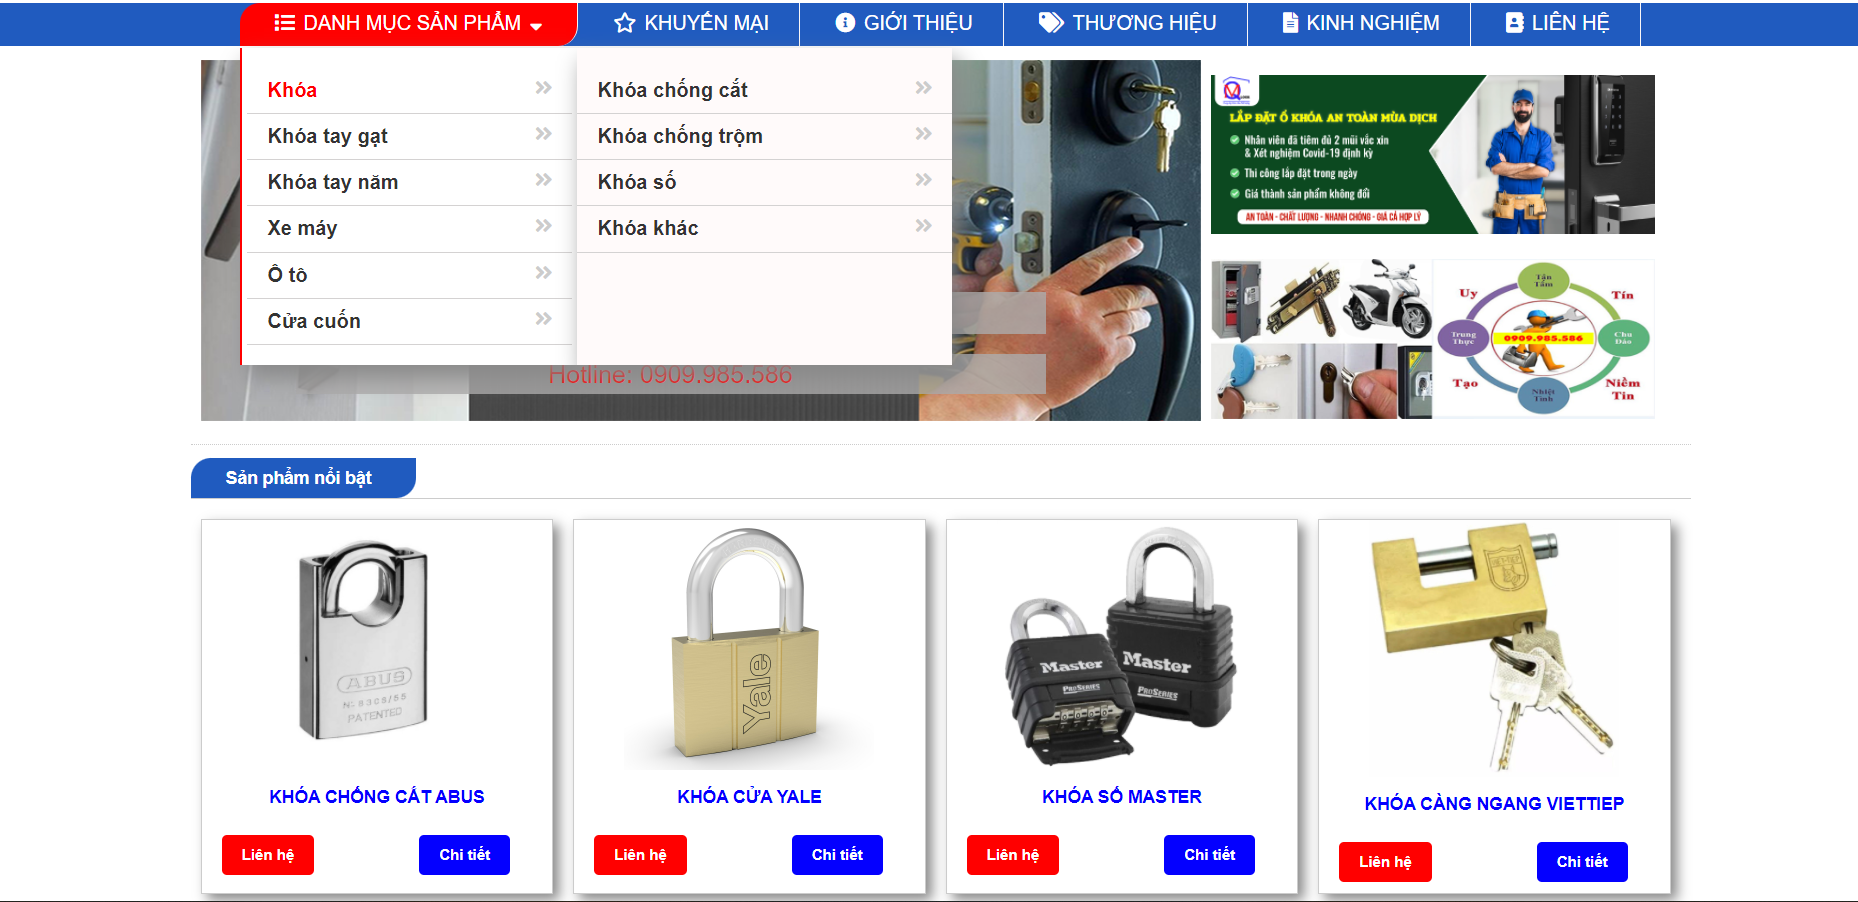 DANH MỤC SẢN PHẨM
KHUYẾN MẠI
GIỚI THIỆU
THƯƠNG HIỆU
KINH NGHIỆM
LIÊN HỆ
Khóa
Khóa tay gạt
Khóa tay nắm
Xe máy
Ô tô
Cửa cuốn
Khóa chống cắt
Khóa chống trộm
Khóa số
Khóa khác
Hotline: 0909.985.586
LẮP ĐẶT Ổ KHÓA AN TOÀN MÙA DỊCH
Nhân viên đã tiêm đủ 2 mũi vắc xin
& Xét nghiệm Covid-19 định kỳ
Thi công lắp đặt trong ngày
Giá thành sản phẩm không đổi
AN TOÀN - CHẤT LƯỢNG - NHANH CHÓNG - GIÁ CẢ HỢP LÝ
Tận
Tâm
Uy
Tín
Trung
Thực
0909.985.586
Chu
Đáo
Tạo
Nhiệt
Tình
Niềm
Tin
Sản phẩm nổi bật
ABUS
PATENTED
Yale
Master
ProSeries
Master
ProSeries
KHÓA CHỐNG CẮT ABUS
KHÓA CỬA YALE
KHÓA SỐ MASTER
KHÓA CÀNG NGANG VIETTIEP
Liên hệ
Chi tiết
Liên hệ
Chi tiết
Liên hệ
Chi tiết
Liên hệ
Chi tiết